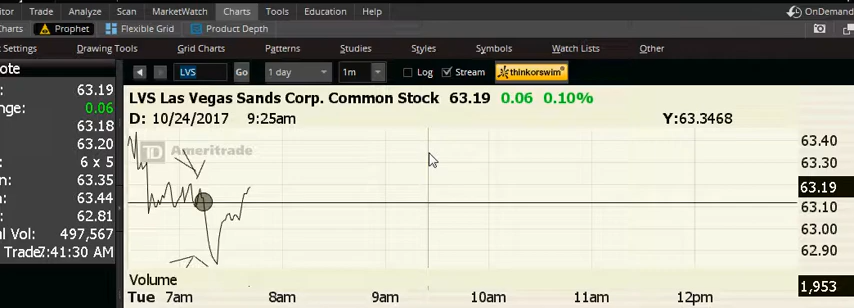 itor Trade Analyze Scan MarketWatch Charts Tools Education Help OnDemand
Charts Prophet Flexible Grid Product Depth
Settings Drawing Tools Grid Charts Patterns Studies Styles Symbols Watch Lists Other
ote LVS Go 1 day 1m Log Stream thinkorswim
63.19 LVS Las Vegas Sands Corp. Common Stock 63.19 0.06 0.10%
nge: 0.06 D: 10/24/2017 9:25am Y:63.3468
63.18
63.20
6 x 5
n: 63.35
63.44
62.81
al Vol: 497,567
Trade 7:41:30 AM
TD Ameritrade
63.40
63.30
63.19
63.10
63.00
62.90
Volume 1,953
Tue 7am 8am 9am 10am 11am 12pm